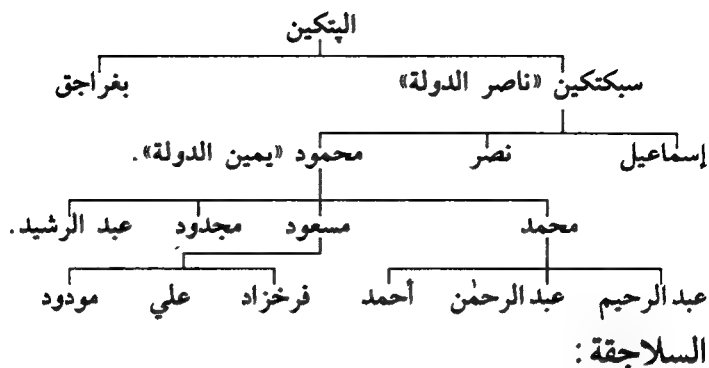 الپتكين
سبكتكين «ناصر الدولة» بغراجق
إسماعيل نصر محمود «يمين الدولة».
محمد مسعود مجدود عبد الرشيد.
عبد الرحيم عبد الرحمٰن أحمد فرخزاد علي مودود
السلاجقة :